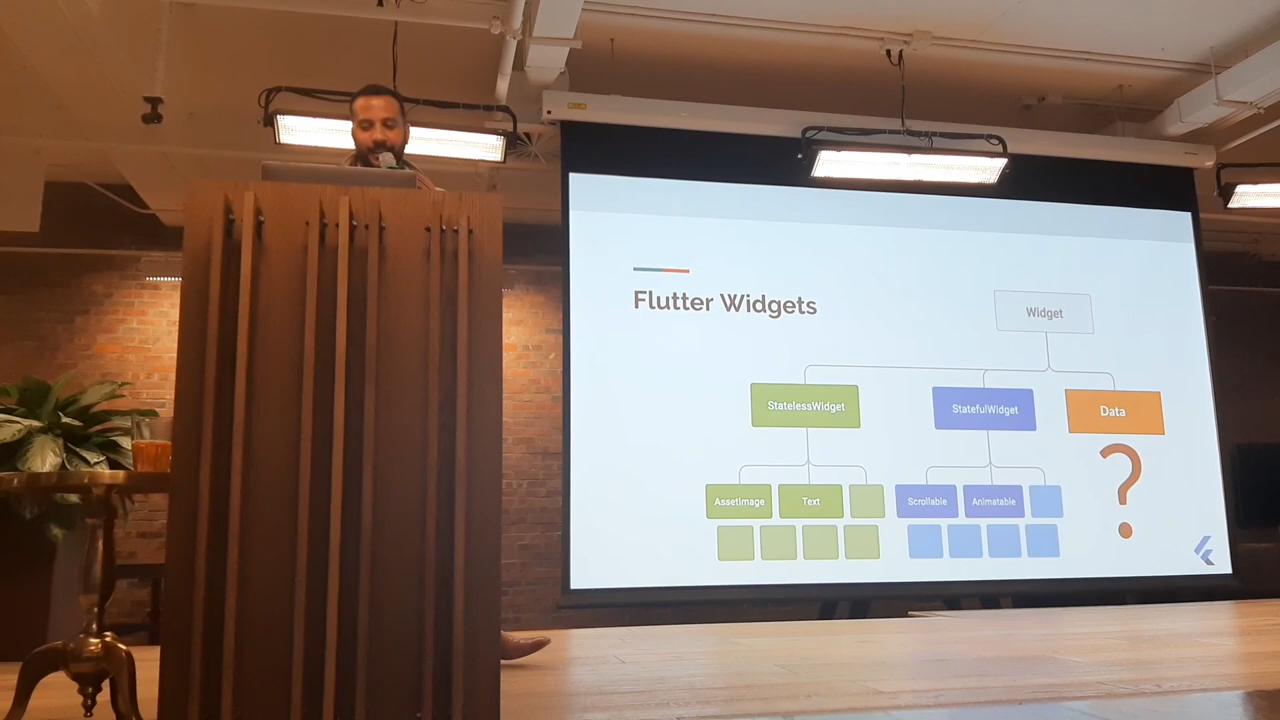 Flutter Widgets
Widget
StatelessWidget
StatefulWidget
Data
AssetImage
Text
Scrollable
Animatable
?